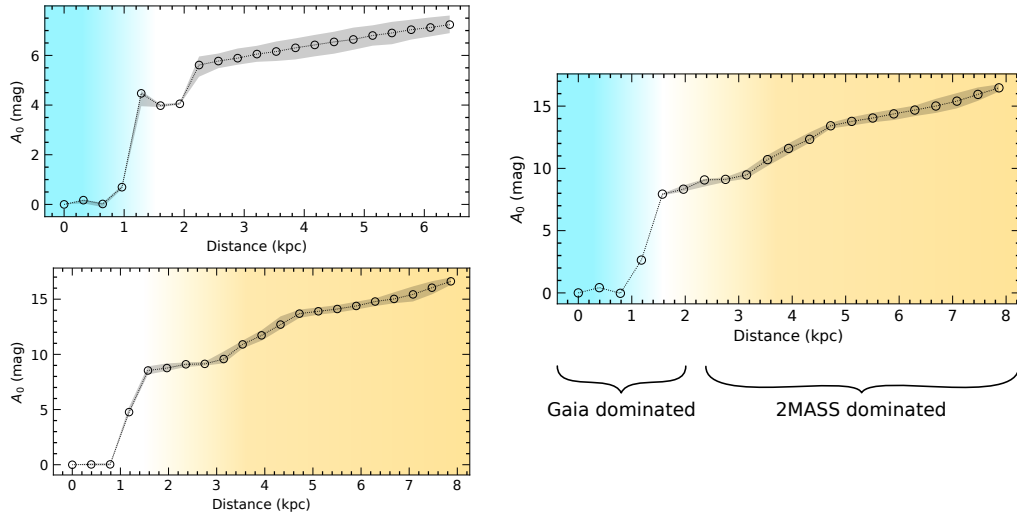 6
4
2
0
A₀ (mag)
0 1 2 3 4 5 6
Distance (kpc)
15
10
5
0
A₀ (mag)
0 1 2 3 4 5 6 7 8
Distance (kpc)
15
10
5
0
A₀ (mag)
0 1 2 3 4 5 6 7 8
Distance (kpc)
Gaia dominated
2MASS dominated